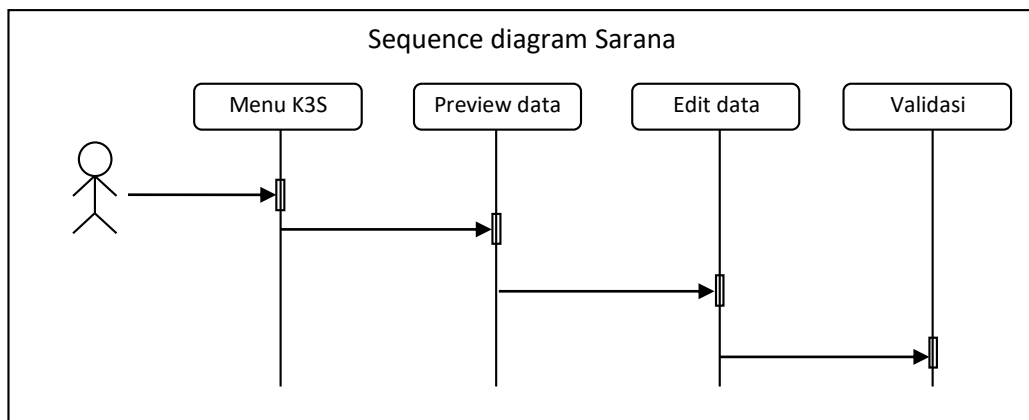 Sequence diagram Sarana
Menu K3S
Preview data
Edit data
Validasi